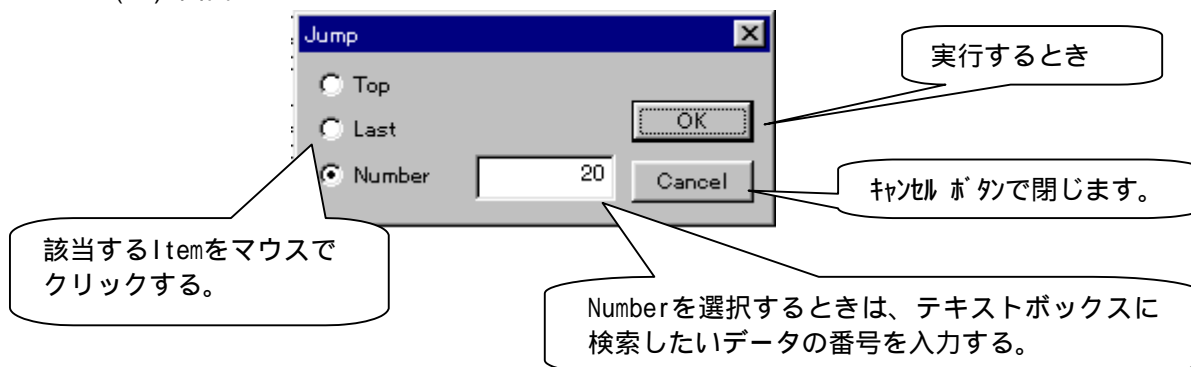 Jump
実行するとき
Top
Last
OK
Number
20
Cancel
ｷｬﾝｾﾙ ﾎﾞﾀﾝで閉じます。
該当するItemをマウスで
クリックする。
Numberを選択するときは、テキストボックスに
検索したいデータの番号を入力する。